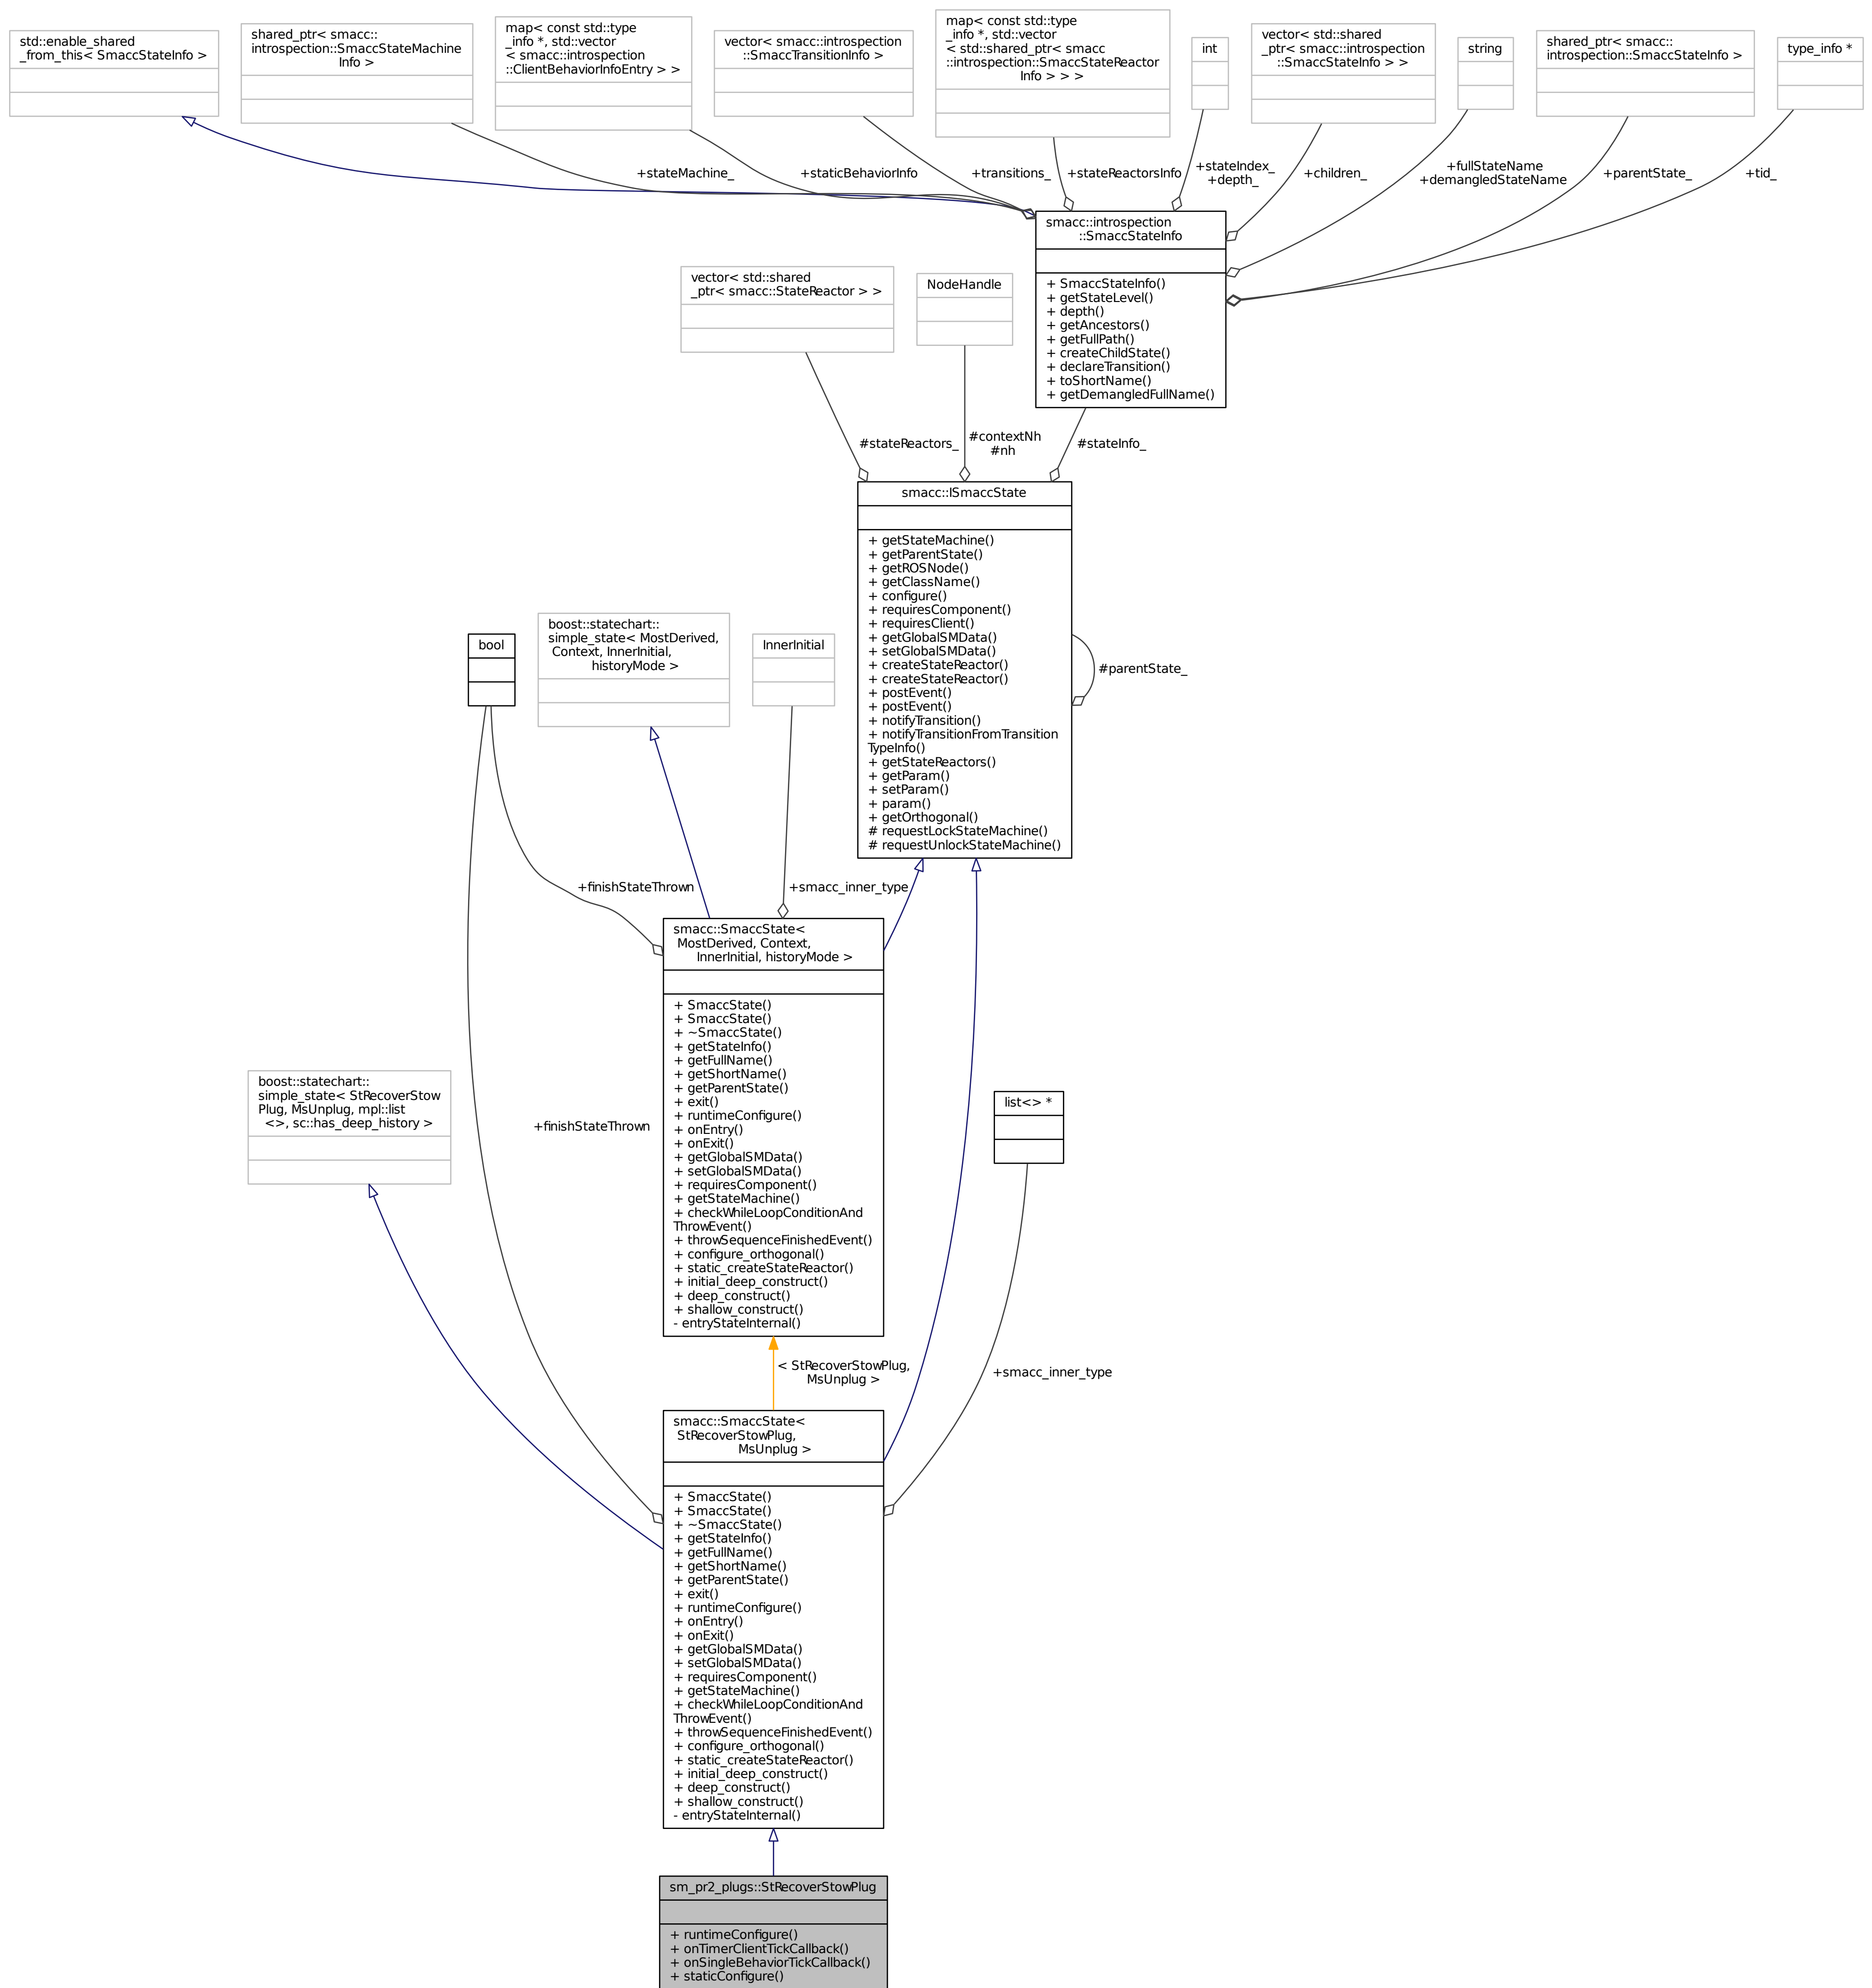 std::enable_shared
_from_this< SmaccStateInfo >
shared_ptr< smacc::
introspection::SmaccStateMachine
Info >
map< const std::type
_info *, std::vector
< smacc::introspection
::ClientBehaviorInfoEntry > >
vector< smacc::introspection
::SmaccTransitionInfo >
map< const std::type
_info *, std::vector
< std::shared_ptr< smacc
::introspection::SmaccStateReactor
Info > > >
int
vector< std::shared
_ptr< smacc::introspection
::SmaccStateInfo > >
string
shared_ptr< smacc::
introspection::SmaccStateInfo >
type_info *
+stateMachine_
+staticBehaviorInfo
+transitions_
+stateReactorsInfo
+stateIndex_
+depth_
+children_
+fullStateName
+demangledStateName
+parentState_
+tid_
smacc::introspection
::SmaccStateInfo
+ SmaccStateInfo()
+ getStateLevel()
+ depth()
+ getAncestors()
+ getFullPath()
+ createChildState()
+ declareTransition()
+ toShortName()
+ getDemangledFullName()
vector< std::shared
_ptr< smacc::StateReactor > >
NodeHandle
#stateReactors_
#contextNh
#nh
#stateInfo_
smacc::ISmaccState
+ getStateMachine()
+ getParentState()
+ getROSNode()
+ getClassName()
+ configure()
+ requiresComponent()
+ requiresClient()
+ getGlobalSMData()
+ setGlobalSMData()
+ createStateReactor()
+ createStateReactor()
+ postEvent()
+ postEvent()
+ notifyTransition()
+ notifyTransitionFromTransition
TypeInfo()
+ getStateReactors()
+ getParam()
+ setParam()
+ param()
+ getOrthogonal()
# requestLockStateMachine()
# requestUnlockStateMachine()
#parentState_
bool
boost::statechart::
simple_state< MostDerived,
Context, InnerInitial,
historyMode >
InnerInitial
+finishStateThrown
+smacc_inner_type
smacc::SmaccState<
MostDerived, Context,
InnerInitial, historyMode >
+ SmaccState()
+ SmaccState()
+ ~SmaccState()
+ getStateInfo()
+ getFullName()
+ getShortName()
+ getParentState()
+ exit()
+ runtimeConfigure()
+ onEntry()
+ onExit()
+ getGlobalSMData()
+ setGlobalSMData()
+ requiresComponent()
+ getStateMachine()
+ checkWhileLoopConditionAnd
ThrowEvent()
+ throwSequenceFinishedEvent()
+ configure_orthogonal()
+ static_createStateReactor()
+ initial_deep_construct()
+ deep_construct()
+ shallow_construct()
- entryStateInternal()
boost::statechart::
simple_state< StRecoverStow
Plug, MsUnplug, mpl::list
<>, sc::has_deep_history >
+finishStateThrown
list<> *
< StRecoverStowPlug,
MsUnplug >
+smacc_inner_type
smacc::SmaccState<
StRecoverStowPlug,
MsUnplug >
+ SmaccState()
+ SmaccState()
+ ~SmaccState()
+ getStateInfo()
+ getFullName()
+ getShortName()
+ getParentState()
+ exit()
+ runtimeConfigure()
+ onEntry()
+ onExit()
+ getGlobalSMData()
+ setGlobalSMData()
+ requiresComponent()
+ getStateMachine()
+ checkWhileLoopConditionAnd
ThrowEvent()
+ throwSequenceFinishedEvent()
+ configure_orthogonal()
+ static_createStateReactor()
+ initial_deep_construct()
+ deep_construct()
+ shallow_construct()
- entryStateInternal()
sm_pr2_plugs::StRecoverStowPlug
+ runtimeConfigure()
+ onTimerClientTickCallback()
+ onSingleBehaviorTickCallback()
+ staticConfigure()